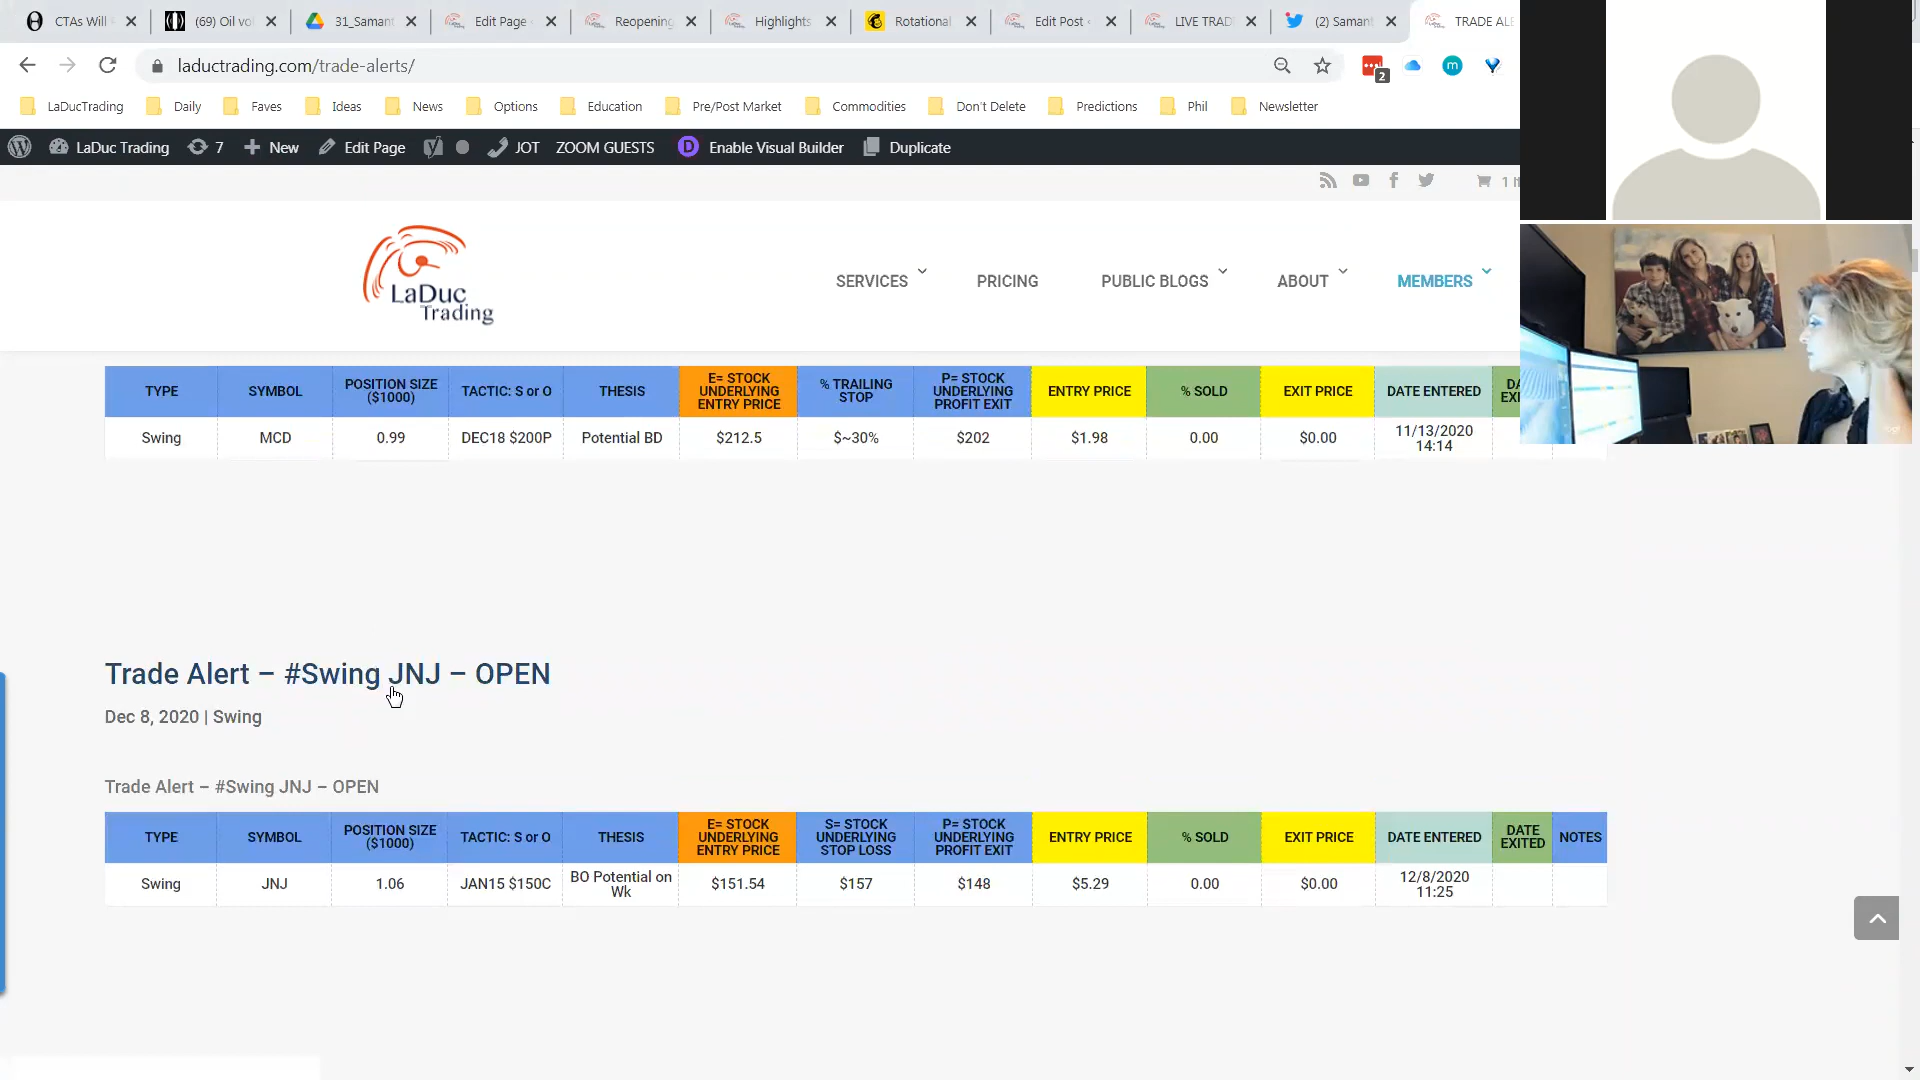 CTAs Will
(69) Oil vo
31_Samant
Edit Page
Reopening
Highlights
Rotational
Edit Post
LIVE TRAD
(2) Samant
TRADE ALE
laductrading.com/trade-alerts/
2
m
LaDucTrading
Daily
Faves
Ideas
News
Options
Education
Pre/Post Market
Commodities
Don't Delete
Predictions
Phil
Newsletter
LaDuc Trading
7
New
Edit Page
JOT
ZOOM GUESTS
D
Enable Visual Builder
Duplicate
1
LaDuc
Trading
SERVICES
PRICING
PUBLIC BLOGS
ABOUT
MEMBERS
TYPE
SYMBOL
POSITION SIZE
($1000)
TACTIC: S or O
THESIS
E= STOCK
UNDERLYING
ENTRY PRICE
% TRAILING
STOP
P= STOCK
UNDERLYING
PROFIT EXIT
ENTRY PRICE
% SOLD
EXIT PRICE
DATE ENTERED
Swing
MCD
0.99
DEC18 $200P
Potential BD
$212.5
$~30%
$202
$1.98
0.00
$0.00
11/13/2020
14:14
Trade Alert – #Swing JNJ – OPEN
Dec 8, 2020 | Swing
Trade Alert – #Swing JNJ – OPEN
TYPE
SYMBOL
POSITION SIZE
($1000)
TACTIC: S or O
THESIS
E= STOCK
UNDERLYING
ENTRY PRICE
S= STOCK
UNDERLYING
STOP LOSS
P= STOCK
UNDERLYING
PROFIT EXIT
ENTRY PRICE
% SOLD
EXIT PRICE
DATE ENTERED
DATE
EXITED
NOTES
Swing
JNJ
1.06
JAN15 $150C
BO Potential on
Wk
$151.54
$157
$148
$5.29
0.00
$0.00
12/8/2020
11:25